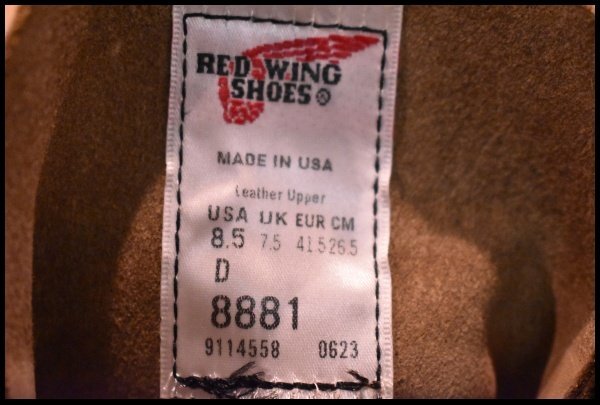 RED WING
SHOES®
MADE IN USA
Leather Upper
USA UK EUR CM
8.5 7.5 41.5 26.5
D
8881
9114558 0623